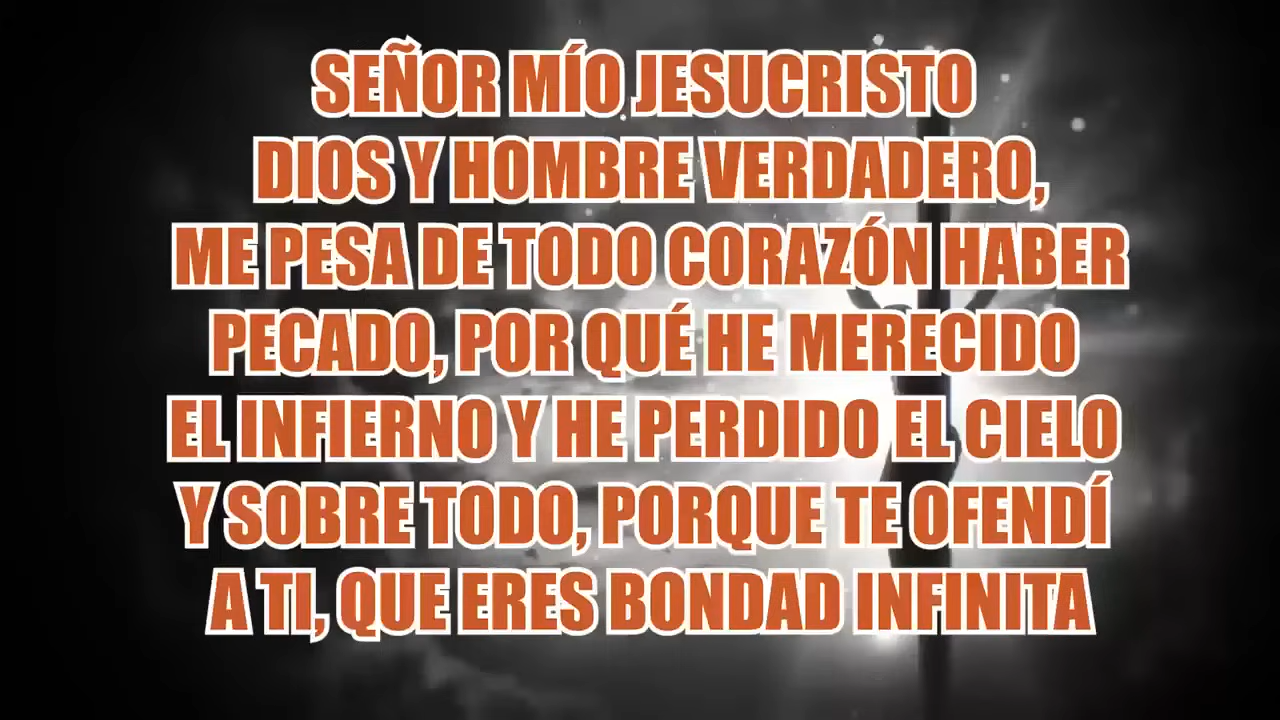 SEÑOR MÍO JESUCRISTO
DIOS Y HOMBRE VERDADERO,
ME PESA DE TODO CORAZÓN HABER
PECADO, POR QUÉ HE MERECIDO
EL INFIERNO Y HE PERDIDO EL CIELO
Y SOBRE TODO, PORQUE TE OFENDÍ
A TI, QUE ERES BONDAD INFINITA